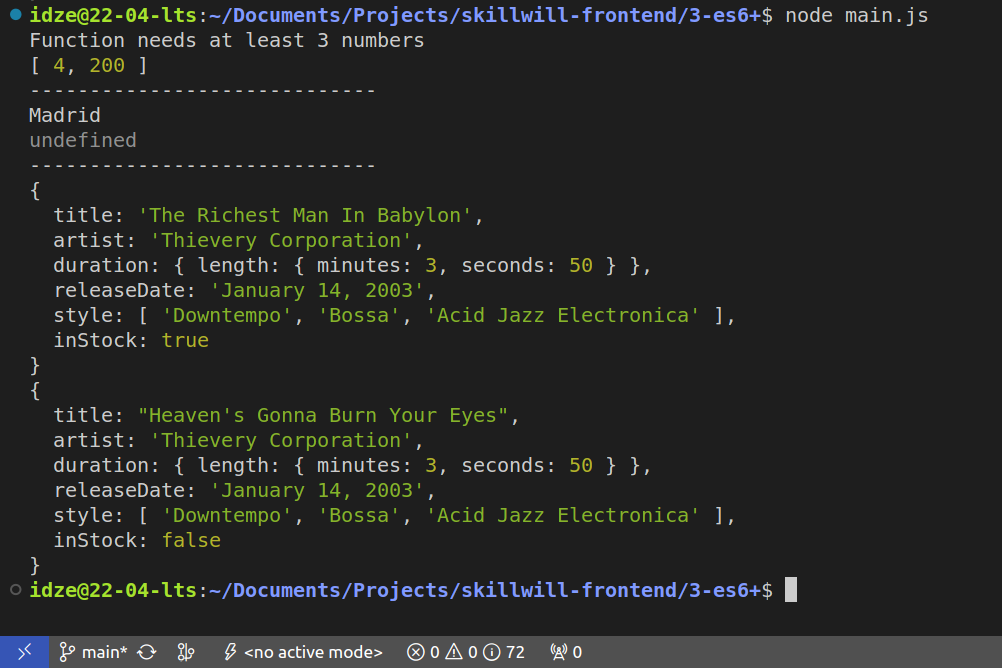 idze@22-04-lts:~/Documents/Projects/skillwill-frontend/3-es6+$ node main.js
Function needs at least 3 numbers
[ 4, 200 ]
-----------------------------
Madrid
undefined
-----------------------------
{
  title: 'The Richest Man In Babylon',
  artist: 'Thievery Corporation',
  duration: { length: { minutes: 3, seconds: 50 } },
  releaseDate: 'January 14, 2003',
  style: [ 'Downtempo', 'Bossa', 'Acid Jazz Electronica' ],
  inStock: true
}
{
  title: "Heaven's Gonna Burn Your Eyes",
  artist: 'Thievery Corporation',
  duration: { length: { minutes: 3, seconds: 50 } },
  releaseDate: 'January 14, 2003',
  style: [ 'Downtempo', 'Bossa', 'Acid Jazz Electronica' ],
  inStock: false
}
idze@22-04-lts:~/Documents/Projects/skillwill-frontend/3-es6+$
main* <no active mode> 0 0 72 0